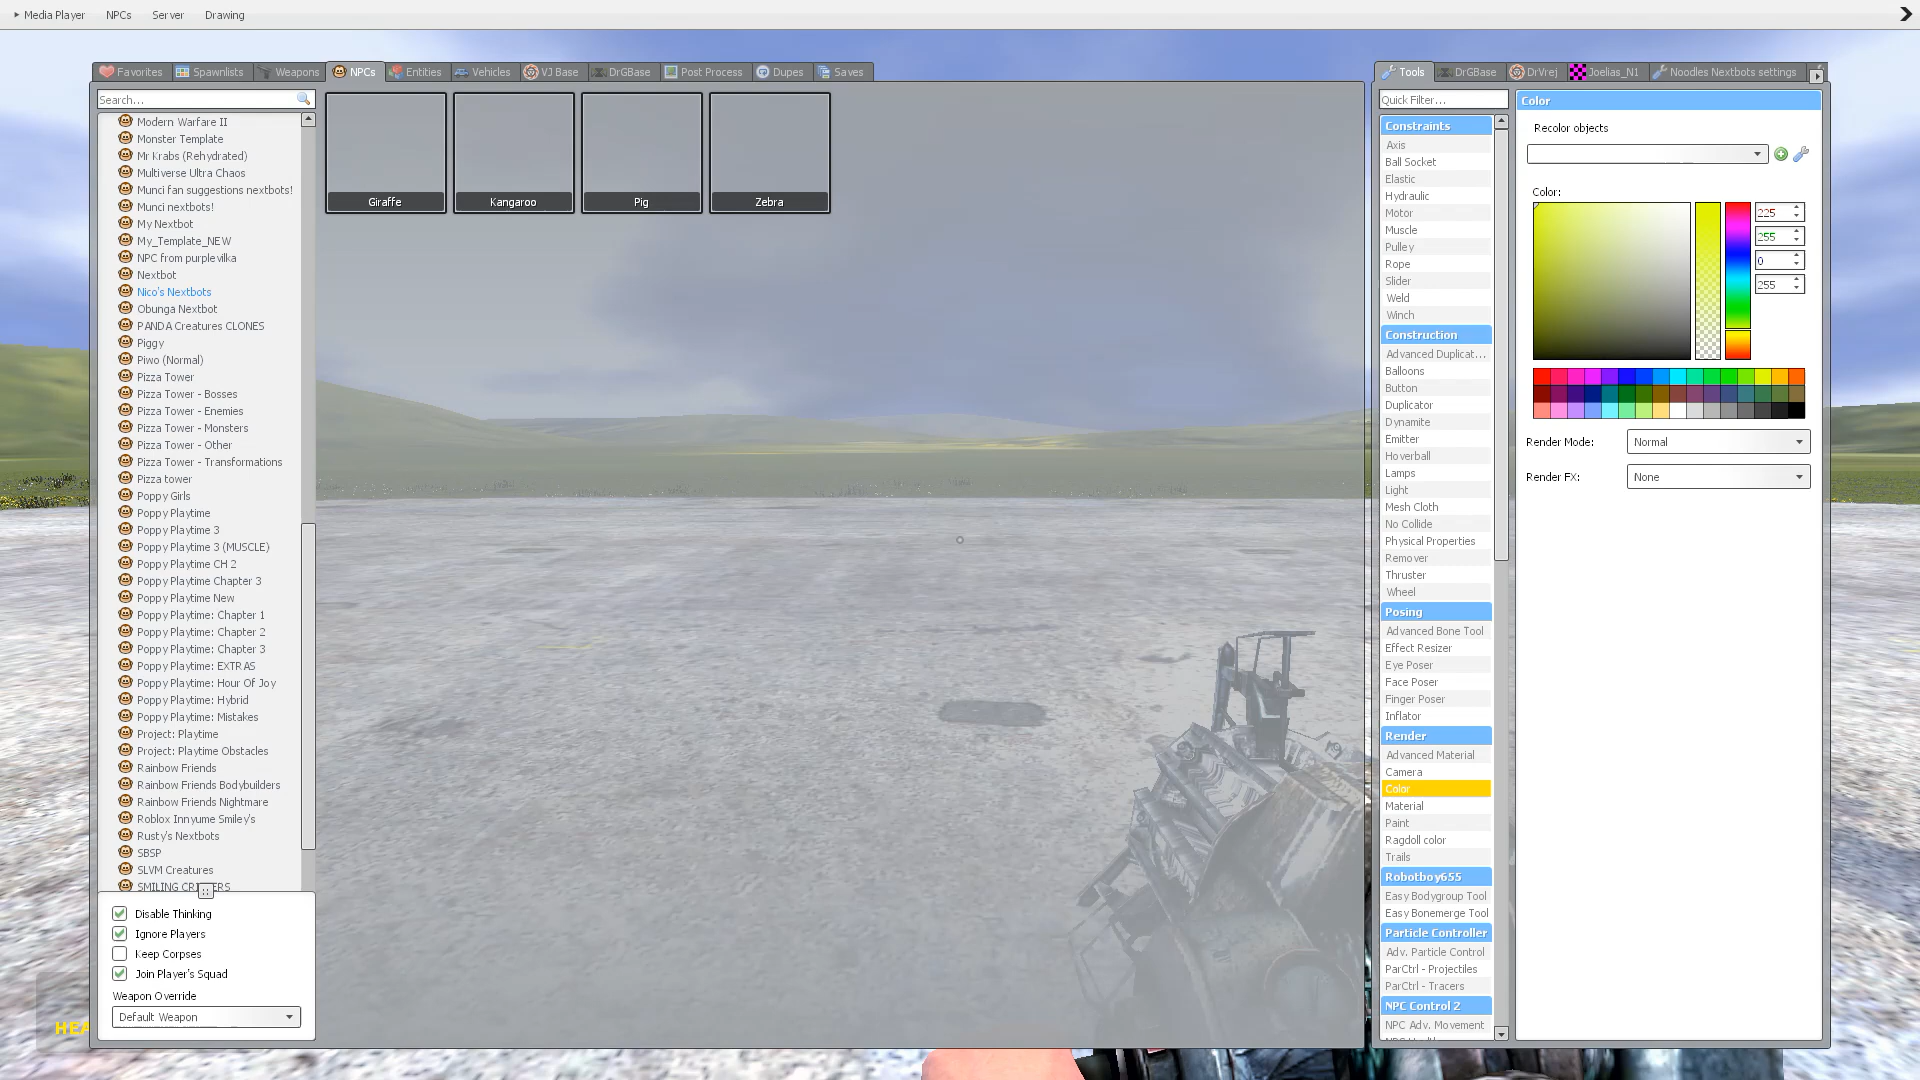 Media Player NPCs Server Drawing
Favorites Spawnlists Weapons NPCs Entities Vehicles VJ Base DrGBase Post Process Dupes Saves
Search...
Modern Warfare II
Monster Template
Mr Krabs (Rehydrated)
Multiverse Ultra Chaos
Munci fan suggestions nextbots!
Munci nextbots!
My Nextbot
My_Template_NEW
NPC from purplevilka
Nextbot
Nico's Nextbots
Obunga Nextbot
PANDA Creatures CLONES
Piggy
Piwo (Normal)
Pizza Tower
Pizza Tower - Bosses
Pizza Tower - Enemies
Pizza Tower - Monsters
Pizza Tower - Other
Pizza Tower - Transformations
Pizza tower
Poppy Girls
Poppy Playtime
Poppy Playtime 3
Poppy Playtime 3 (MUSCLE)
Poppy Playtime CH 2
Poppy Playtime Chapter 3
Poppy Playtime New
Poppy Playtime: Chapter 1
Poppy Playtime: Chapter 2
Poppy Playtime: Chapter 3
Poppy Playtime: EXTRAS
Poppy Playtime: Hour Of Joy
Poppy Playtime: Hybrid
Poppy Playtime: Mistakes
Project: Playtime
Project: Playtime Obstacles
Rainbow Friends
Rainbow Friends Bodybuilders
Rainbow Friends Nightmare
Roblox Innyume Smiley's
Rusty's Nextbots
SBSP
SLVM Creatures
SMILING
Disable Thinking
Ignore Players
Keep Corpses
Join Player's Squad
Weapon Override
Default Weapon
HEA
Giraffe Kangaroo Pig Zebra
Tools DrGBase DrVrej Joelias_N1 Noodles Nextbots settings
Quick Filter...
Constraints
Axis
Ball Socket
Elastic
Hydraulic
Motor
Muscle
Pulley
Rope
Slider
Weld
Winch
Construction
Advanced Duplicat...
Balloons
Button
Duplicator
Dynamite
Emitter
Hoverball
Lamps
Light
Mesh Cloth
No Collide
Physical Properties
Remover
Thruster
Wheel
Posing
Advanced Bone Tool
Effect Resizer
Eye Poser
Face Poser
Finger Poser
Inflator
Render
Advanced Material
Camera
Color
Material
Paint
Ragdoll color
Trails
Robotboy655
Easy Bodygroup Tool
Easy Bonemerge Tool
Particle Controller
Adv. Particle Control
ParCtrl - Projectiles
ParCtrl - Tracers
NPC Control 2
NPC Adv. Movement
Color
Recolor objects
Color:
225
255
0
255
Render Mode: Normal
Render FX: None